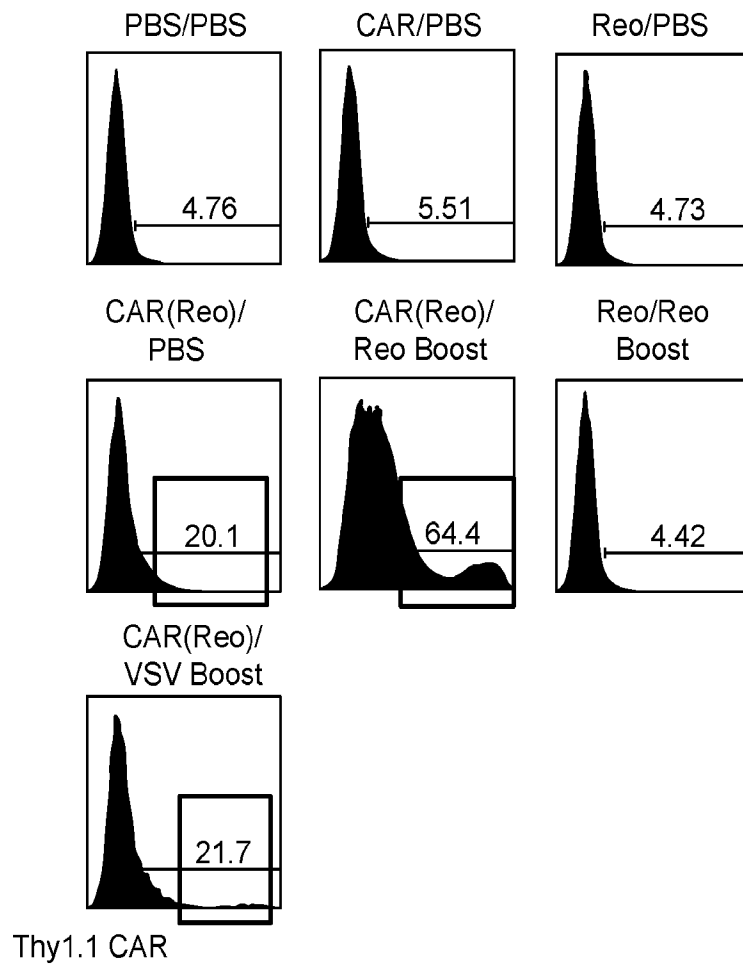 PBS/PBS
CAR/PBS
Reo/PBS
4.76
5.51
4.73
CAR(Reo)/
PBS
CAR(Reo)/
Reo Boost
Reo/Reo
Boost
20.1
64.4
4.42
CAR(Reo)/
VSV Boost
21.7
Thy1.1 CAR